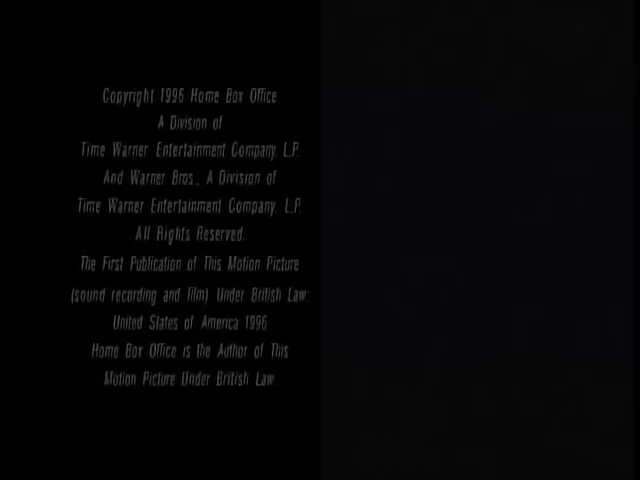 Copyright 1996 Home Box Office
A Division of
Time Warner Entertainment Company, L.P.
And Warner Bros., A Division of
Time Warner Entertainment Company, L.P.
All Rights Reserved.
The First Publication of This Motion Picture
(sound recording and film) Under British Law:
United States of America 1996
Home Box Office is the Author of This
Motion Picture Under British Law.